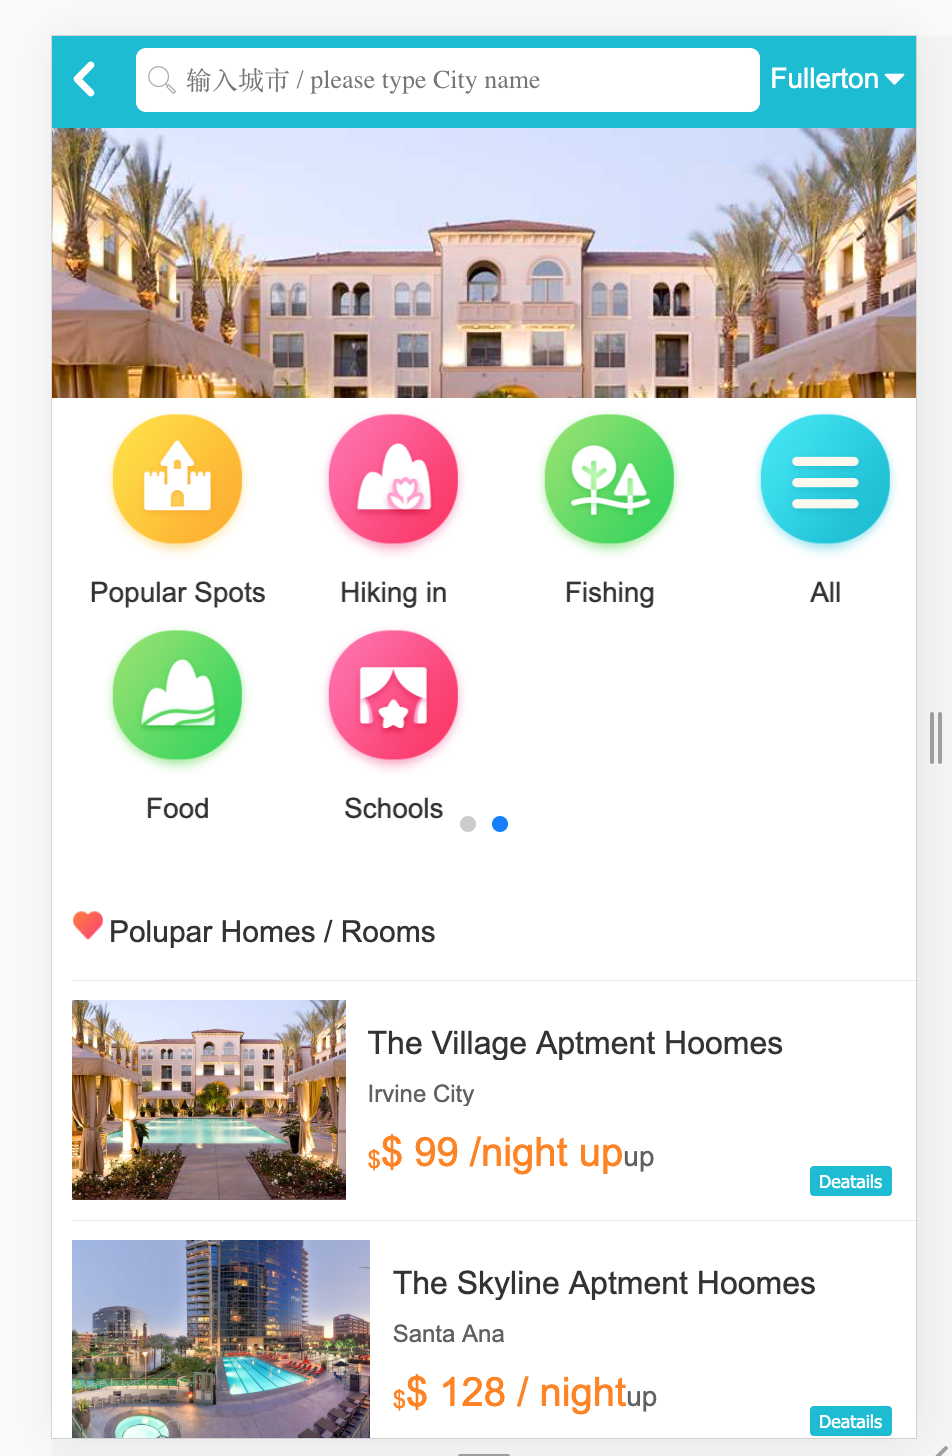 输入城市 / please type City name
Fullerton
Popular Spots
Hiking in
Fishing
All
Food
Schools
Polupar Homes / Rooms
The Village Aptment Hoomes
Irvine City
$$ 99 /night upup
Deatails
The Skyline Aptment Hoomes
Santa Ana
$$ 128 / nightup
Deatails